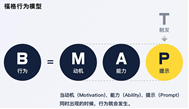 福格行为模型
T
触发
B
行为
=
M
动机
A
能力
P
提示
当动机（Motivation)、能力（Ability)、提示（Prompt)
同时出现的时候，行为就会发生。